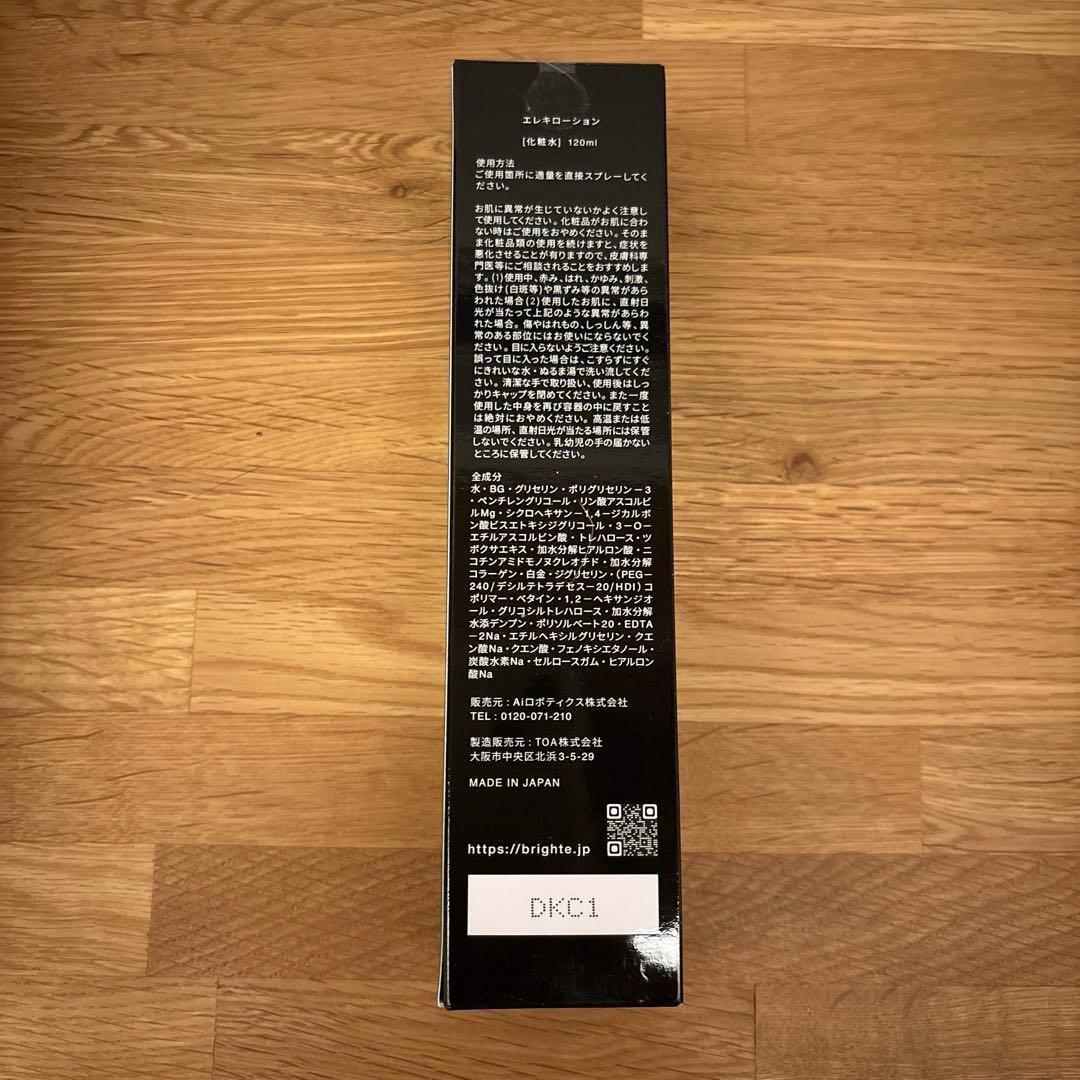 エレキローション
[化粧水] 120ml
使用方法
ご使用箇所に適量を直接スプレーしてく
ださい。
お肌に異常が生じていないかよく注意し
て使用してください。化粧品がお肌に合わ
ない時はご使用をおやめください。そのま
ま化粧品類の使用を続けますと、症状を
悪化させることが有りますので、皮膚科専
門医等にご相談されることをおすすめしま
す。(1)使用中、赤み、はれ、かゆみ、刺激、
色抜け(白斑等)や黒ずみ等の異常があら
われた場合(2)使用したお肌に、直射日
光が当たって上記のような異常があらわ
れた場合。傷やはれもの、しっしん等、異
常のある部位にはお使いにならないでく
ださい。目に入らないようご注意ください。
誤って目に入った場合は、こすらずにすぐ
にきれいな水・ぬるま湯で洗い流してくだ
さい。清潔な手で取り扱い、使用後はしっ
かりキャップを閉めてください。また一度
使用した中身を再び容器の中に戻すこと
は絶対におやめください。高温または低
温の場所、直射日光が当たる場所には保管
しないでください。乳幼児の手の届かない
ところに保管してください。
全成分
水・BG・グリセリン・ポリグリセリン-3
・ペンチレングリコール・リン酸アスコルビ
ルMg・シクロヘキサン-1,4-ジカルボ
ン酸ビスエトキシジグリコール・3-O-
エチルアスコルビン酸・トレハロース・ツ
ボクサエキス・加水分解ヒアルロン酸・ニ
コチンアミドモノヌクレオチド・加水分解
コラーゲン・白金・ジグリセリン・(PEG-
240/デシルテトラデセス-20/HDI)コ
ポリマー・ベタイン・1,2-ヘキサンジオ
ール・グリコシルトレハロース・加水分解
水添デンプン・ポリソルベート20・EDTA
-2Na・エチルヘキシルグリセリン・クエ
ン酸Na・クエン酸・フェノキシエタノール・
炭酸水素Na・セルロースガム・ヒアルロン
酸Na
販売元：Aiロボティクス株式会社
TEL：0120-071-210
製造販売元：TOA株式会社
大阪市中央区北浜3-5-29
MADE IN JAPAN
https://brighte.jp
DKC1